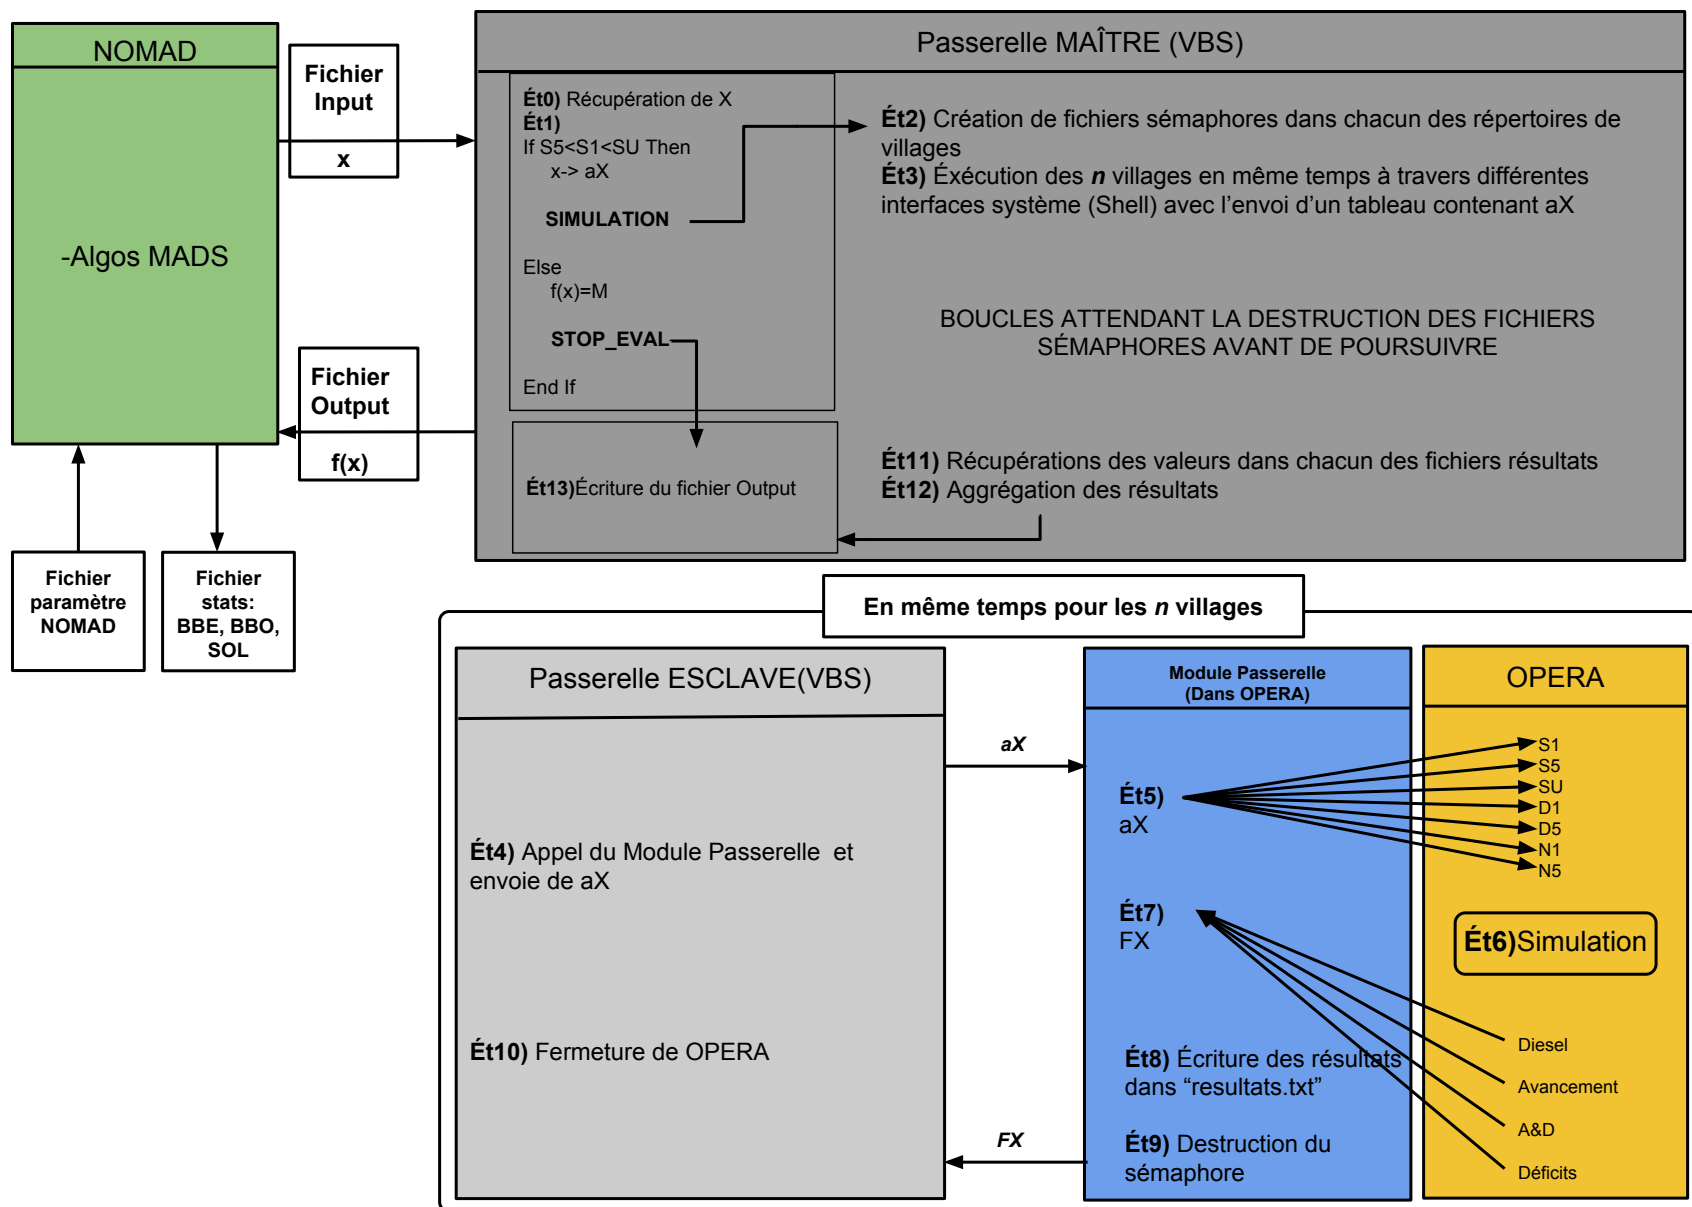 NOMAD
-Algos MADS
Fichier
Input
x
Fichier
Output
f(x)
Fichier
paramètre
NOMAD
Fichier
stats:
BBE, BBO,
SOL
Passerelle MAÎTRE (VBS)
Ét0) Récupération de X
Ét1)
If S5<S1<SU Then
x-> aX
SIMULATION
Else
f(x)=M
STOP_EVAL
End If
Ét13)Écriture du fichier Output
Ét2) Création de fichiers sémaphores dans chacun des répertoires de
villages
Ét3) Éxécution des n villages en même temps à travers différentes
interfaces système (Shell) avec l'envoi d'un tableau contenant aX
BOUCLES ATTENDANT LA DESTRUCTION DES FICHIERS
SÉMAPHORES AVANT DE POURSUIVRE
Ét11) Récupérations des valeurs dans chacun des fichiers résultats
Ét12) Aggrégation des résultats
En même temps pour les n villages
Passerelle ESCLAVE(VBS)
Ét4) Appel du Module Passerelle et
envoie de aX
Ét10) Fermeture de OPERA
aX
FX
Module Passerelle
(Dans OPERA)
Ét5)
aX
Ét7)
FX
Ét8) Écriture des résultats
dans “resultats.txt”
Ét9) Destruction du
sémaphore
OPERA
S1
S5
SU
D1
D5
N1
N5
Ét6)Simulation
Diesel
Avancement
A&D
Déficits